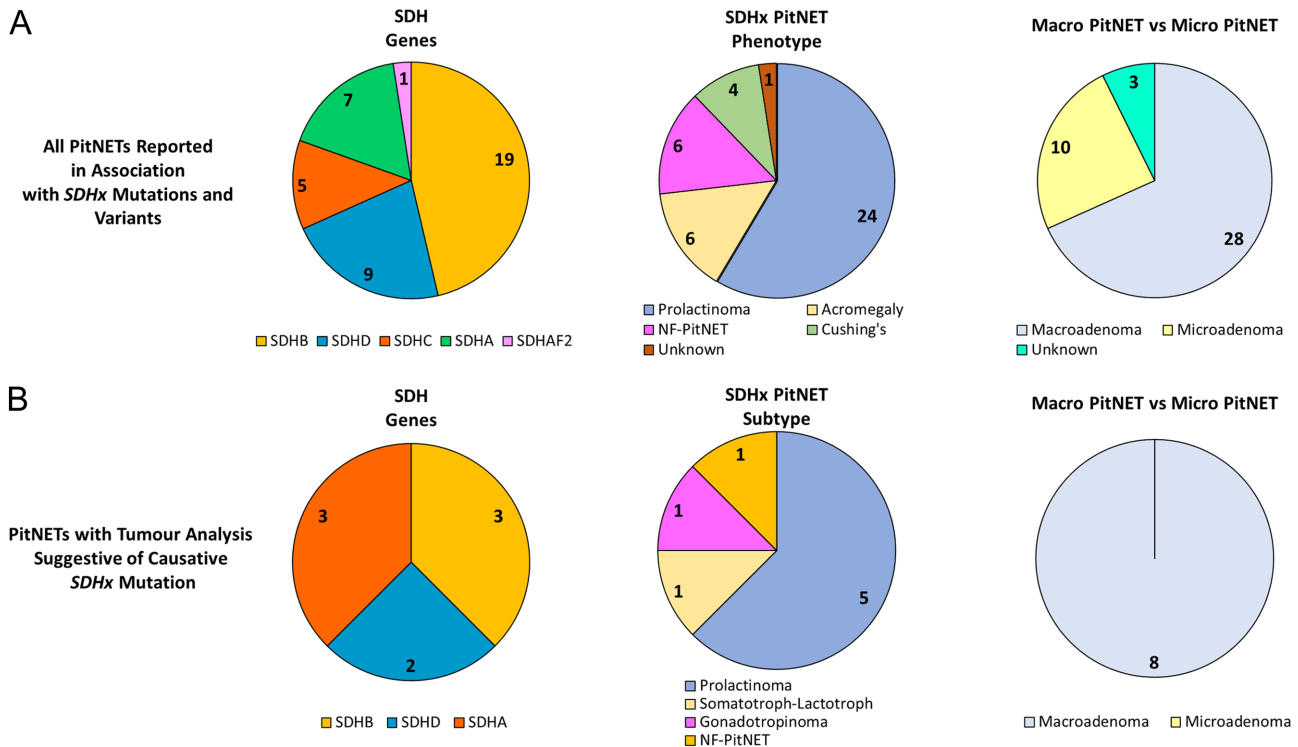 A
SDH
Genes
SDHx PitNET
Phenotype
Macro PitNET vs Micro PitNET
All PitNETs Reported
in Association
with SDHx Mutations and
Variants
1
7
19
5
9
1
4
6
24
6
3
10
28
SDHB SDHD SDHC SDHA SDHAF2
Prolactinoma Acromegaly
NF-PitNET Cushing's
Unknown
Macroadenoma Microadenoma
Unknown
B
SDH
Genes
SDHx PitNET
Subtype
Macro PitNET vs Micro PitNET
PitNETs with Tumour Analysis
Suggestive of Causative
SDHx Mutation
3
3
2
1
1
1
5
8
SDHB SDHD SDHA
Prolactinoma
Somatotroph-Lactotroph
Gonadotropinoma
NF-PitNET
Macroadenoma Microadenoma